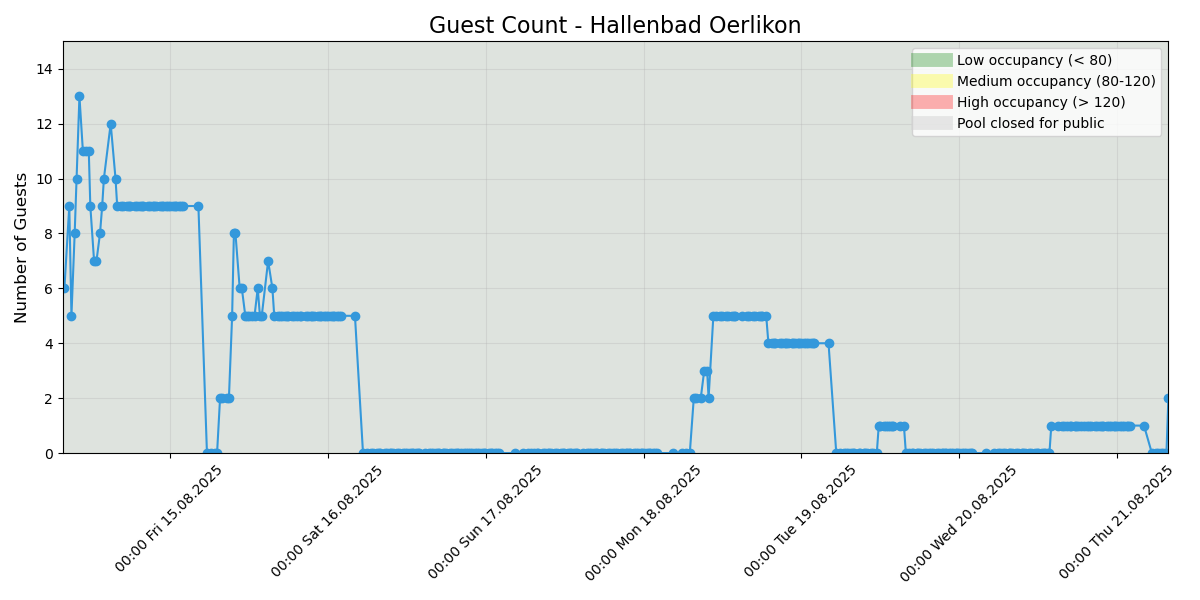 Guest Count - Hallenbad Oerlikon
Number of Guests
14
12
10
8
6
4
2
0
Low occupancy (< 80)
Medium occupancy (80-120)
High occupancy (> 120)
Pool closed for public
00:00 Fri 15.08.2025
00:00 Sat 16.08.2025
00:00 Sun 17.08.2025
00:00 Mon 18.08.2025
00:00 Tue 19.08.2025
00:00 Wed 20.08.2025
00:00 Thu 21.08.2025